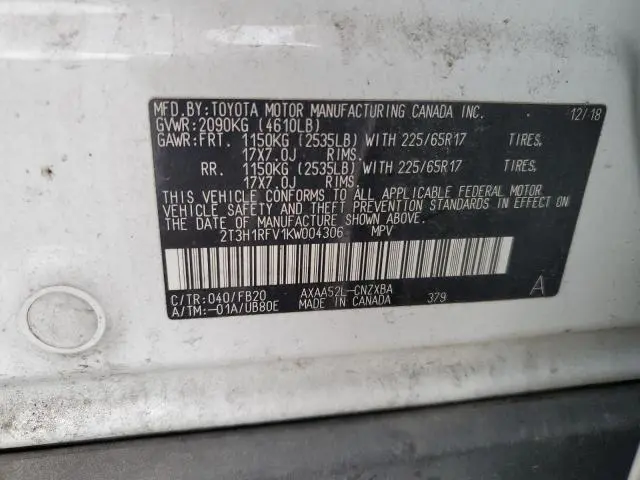 MFD.BY:TOYOTA MOTOR MANUFACTURING CANADA INC. 12/18
GVWR:2090KG (4610LB)
GAWR:FRT. 1150KG (2535LB) WITH 225/65R17 TIRES,
17X7.0J RIMS.
RR. 1150KG (2535LB) WITH 225/65R17 TIRES,
17X7.0J RIMS.
THIS VEHICLE CONFORMS TO ALL APPLICABLE FEDERAL MOTOR
VEHICLE SAFETY AND THEFT PREVENTION STANDARDS IN EFFECT ON
THE DATE OF MANUFACTURE SHOWN ABOVE.
2T3H1RFV1KW004306 MPV
C/TR:040/FB20 AXAA52L-CNZXBA A
A/TM:-01A/UB80E MADE IN CANADA 379